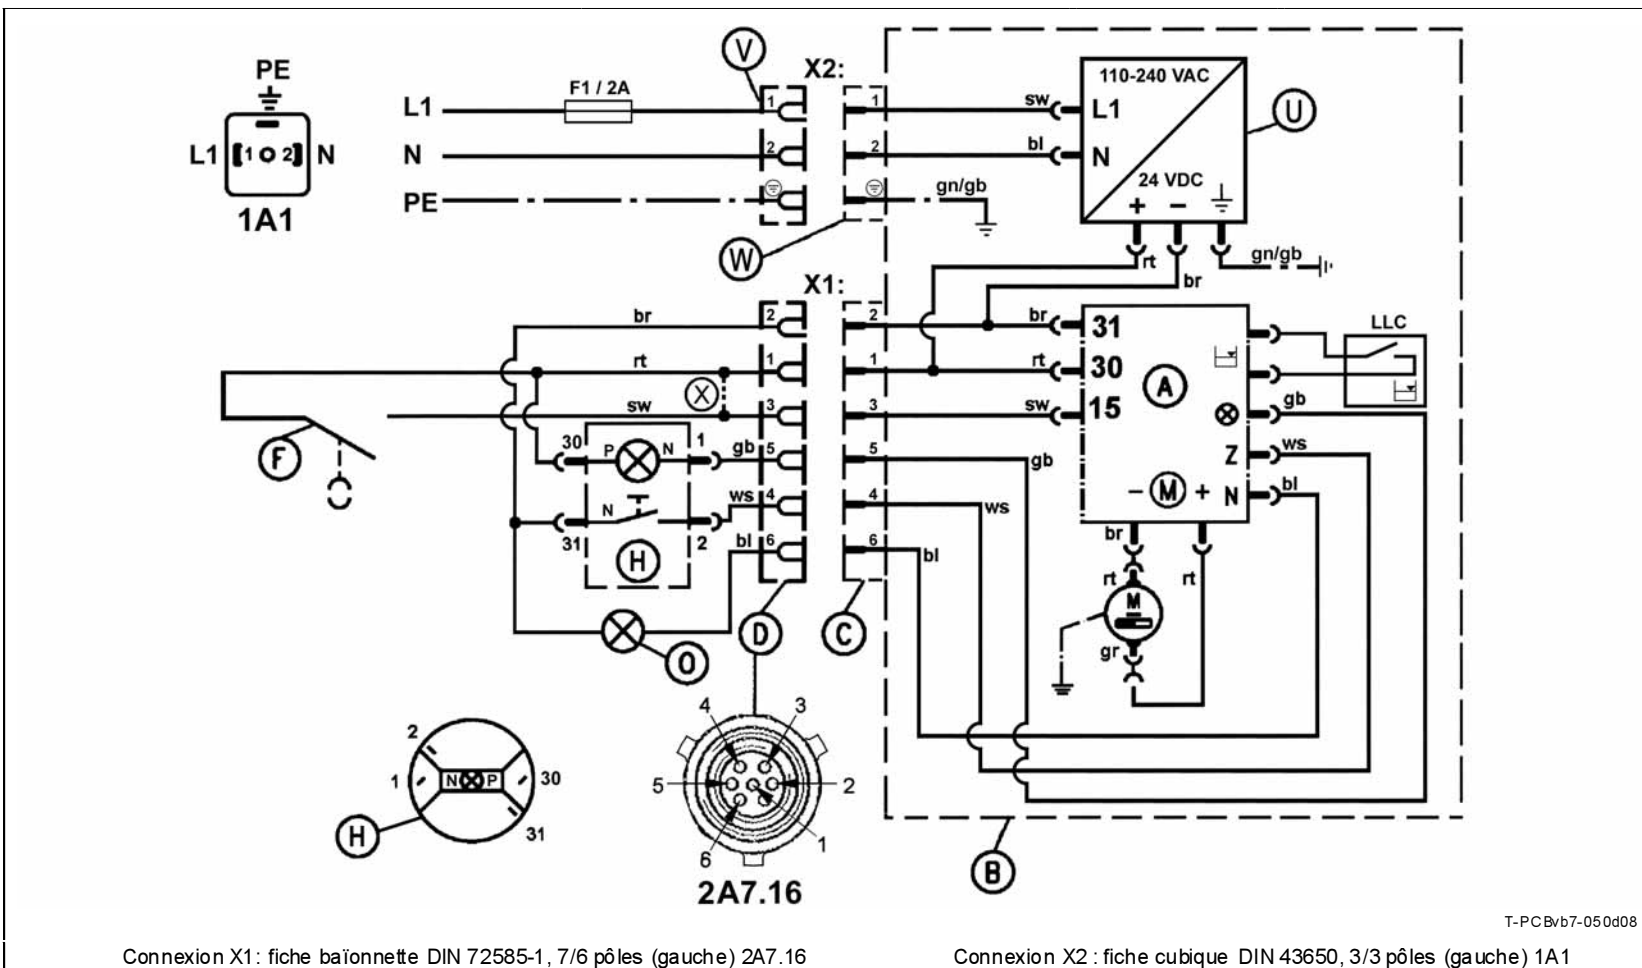 PE
L1 1 2 N
1A1
L1 F1 / 2A V X2:
1 1 sw L1 110-240 VAC U
N 2 2 bl N
24 VDC
PE gn/gb + −
W rt br gn/gb
X1:
br 2 2 br 31 LLC
rt 1 1 rt 30 A
X
sw 3 3 sw 15 gb
F 30 P N 1 gb 5 5 gb Z ws
− M + N bl
N ws 4 4 ws
31 H 2 bl 6 6 bl br
rt rt
M
O D C gr
4 3
2
1 N P 30 5 2
H 31 6 1
B
2A7.16
T-PCBvb7-050d08
Connexion X1: fiche baïonnette DIN 72585-1, 7/6 pôles (gauche) 2A7.16 Connexion X2 : fiche cubique DIN 43650, 3/3 pôles (gauche) 1A1